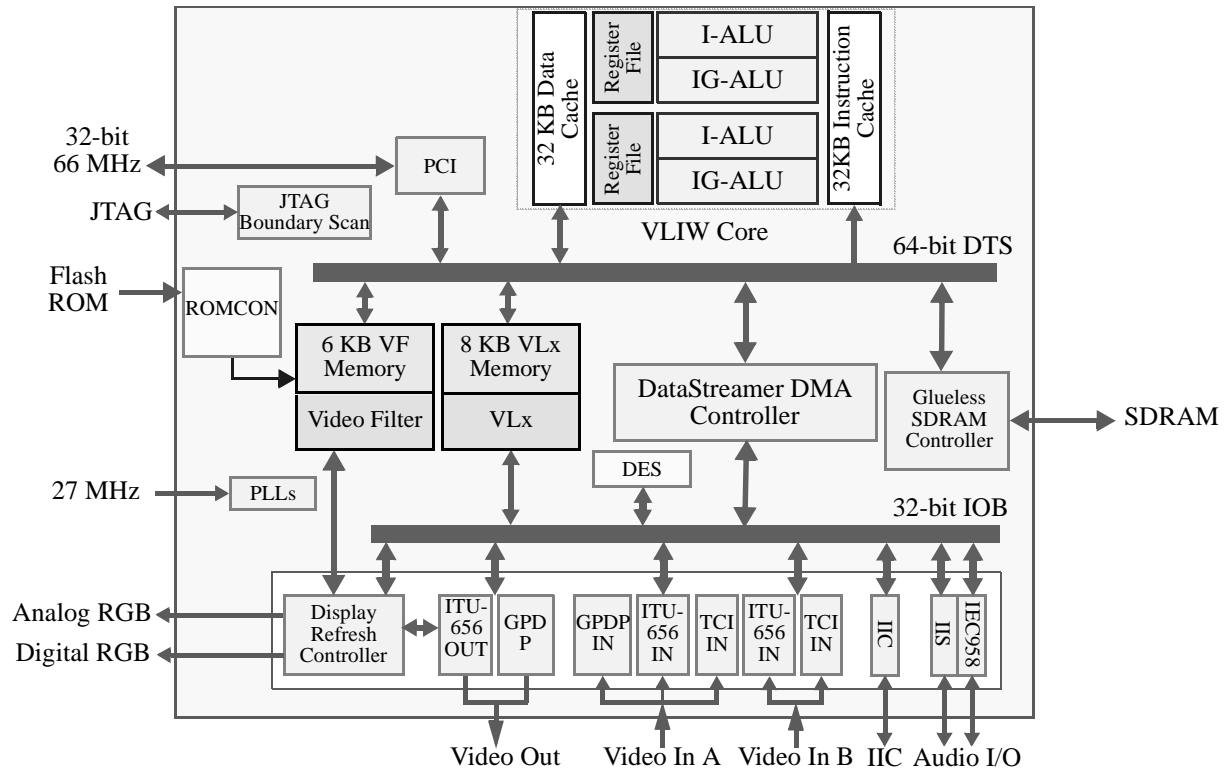 32 KB Data
Cache
Register
File
I-ALU
IG-ALU
Register
File
I-ALU
IG-ALU
32KB Instruction
Cache
VLIW Core
32-bit
66 MHz
PCI
JTAG
JTAG
Boundary Scan
64-bit DTS
Flash
ROM
ROMCON
6 KB VF
Memory
Video Filter
8 KB VLx
Memory
VLx
DataStreamer DMA
Controller
Glueless
SDRAM
Controller
SDRAM
DES
27 MHz
PLLs
32-bit IOB
Analog RGB
Digital RGB
Display
Refresh
Controller
ITU-
656
OUT
GPD
P
GPDP
IN
ITU-
656
IN
TCI
IN
ITU-
656
IN
TCI
IN
IIC
IIS
IEC958
Video Out
Video In A
Video In B
IIC
Audio I/O